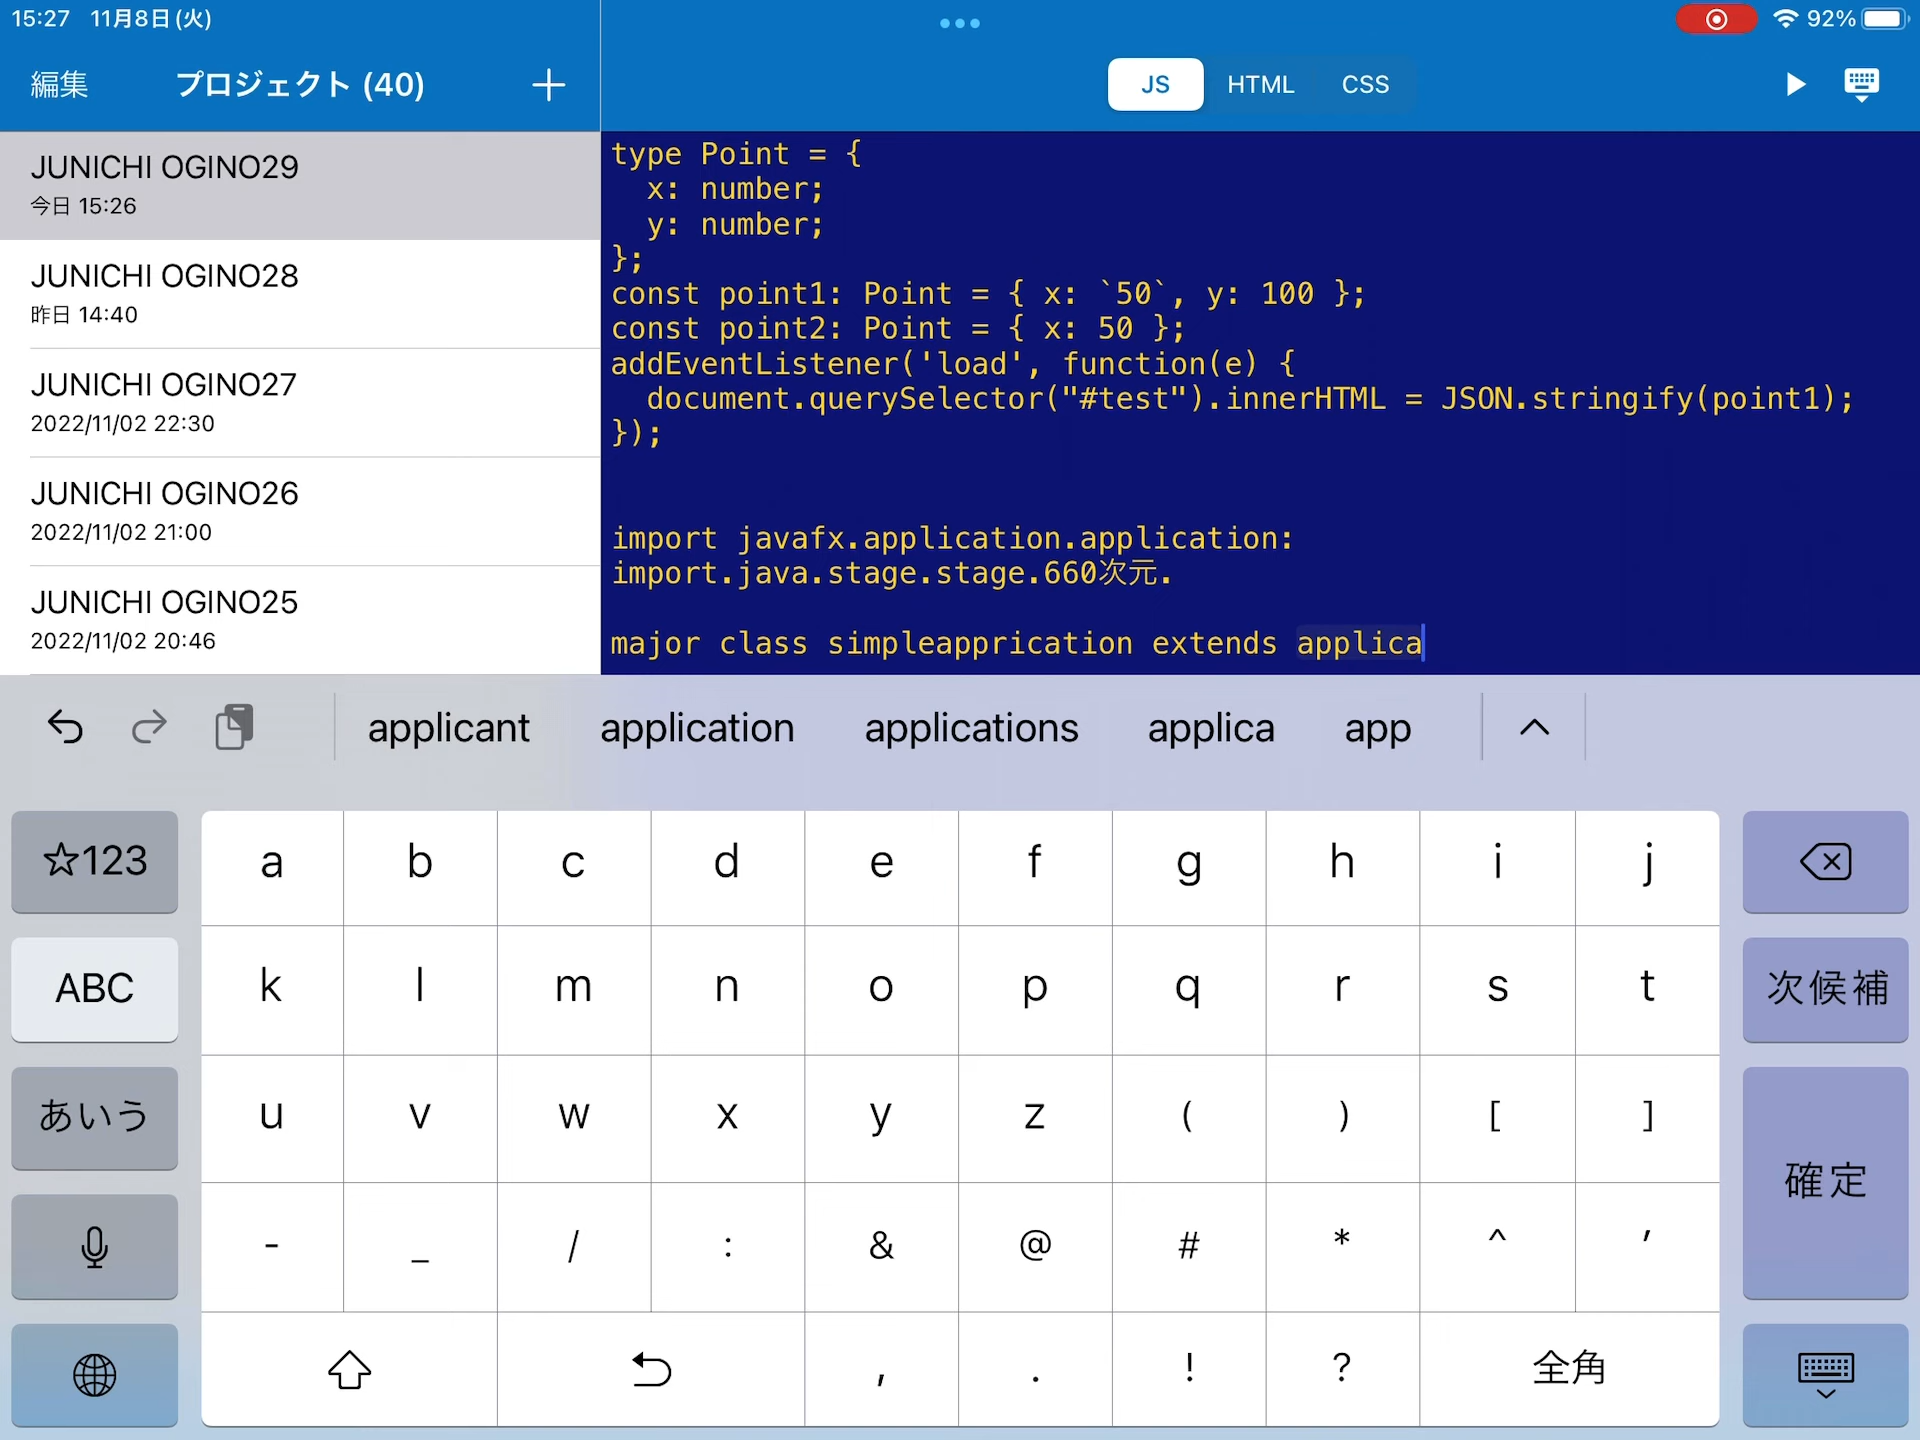 15:27 11月8日(火)
92%
編集 プロジェクト (40)
JS HTML CSS
JUNICHI OGINO29
今日 15:26
JUNICHI OGINO28
昨日 14:40
JUNICHI OGINO27
2022/11/02 22:30
JUNICHI OGINO26
2022/11/02 21:00
JUNICHI OGINO25
2022/11/02 20:46
type Point = {
  x: number;
  y: number;
};
const point1: Point = { x: `50`, y: 100 };
const point2: Point = { x: 50 };
addEventListener('load', function(e) {
  document.querySelector("#test").innerHTML = JSON.stringify(point1);
});
import javafx.application.application:
import.java.stage.stage.660次元.
major class simpleapprication extends applica
applicant application applications applica app
☆123 a b c d e f g h i j
ABC k l m n o p q r s t 次候補
あいう u v w x y z ( ) [ ] 確定
- _ / : & @ # * ^ ′
, . ! ? 全角